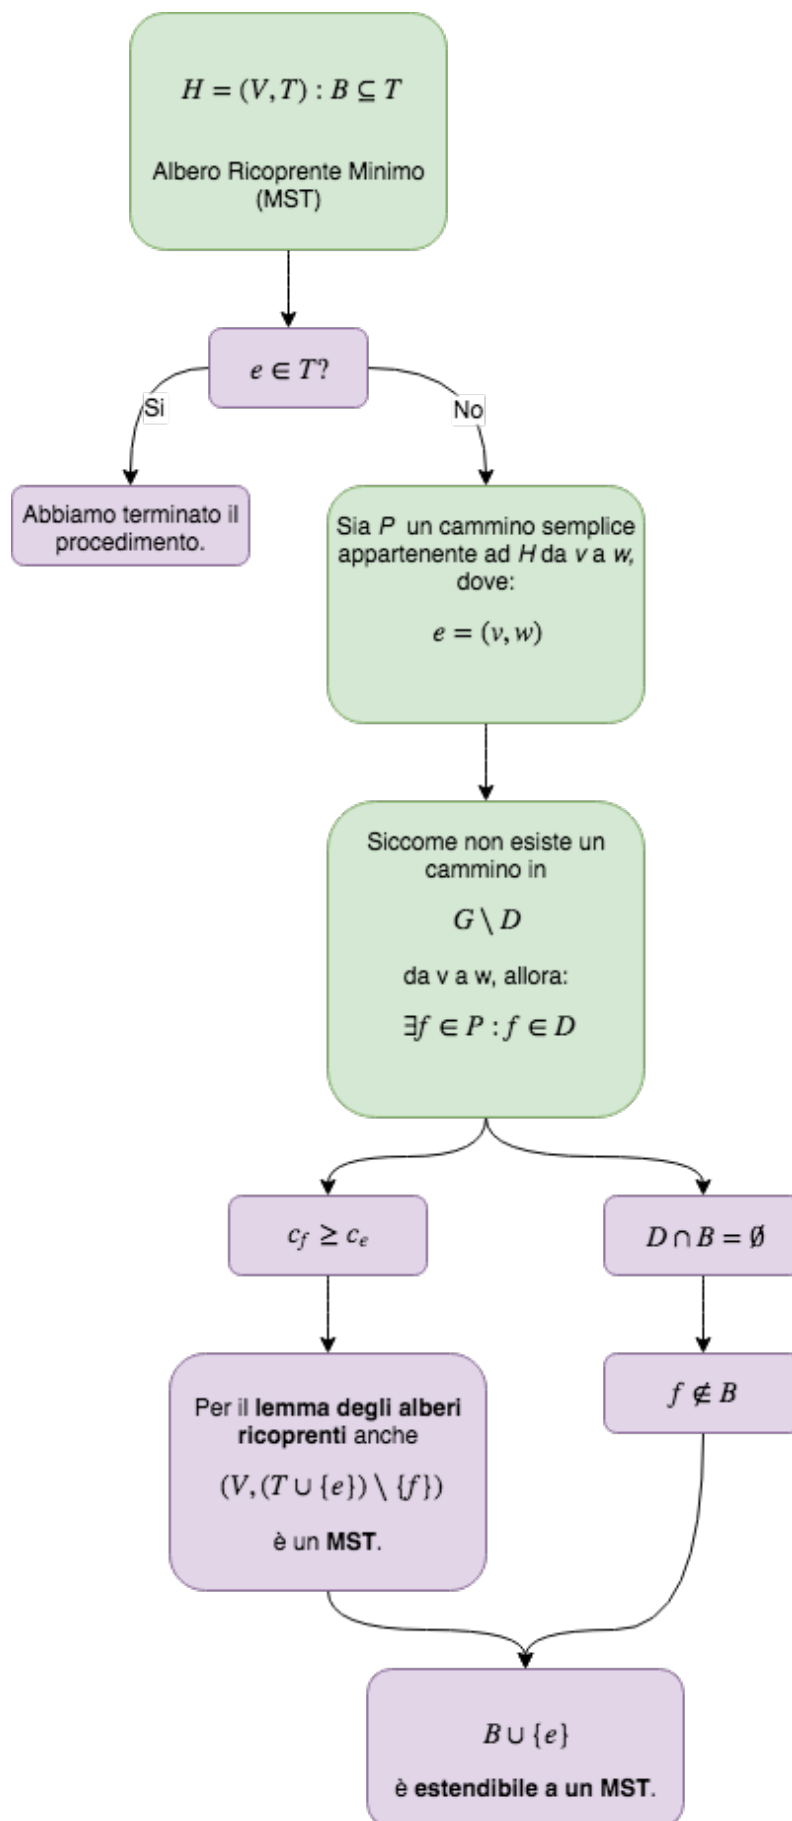 H = (V, T) : B ⊆ T
Albero Ricoprente Minimo
(MST)
e ∈ T?
Si
No
Abbiamo terminato il
procedimento.
Sia P un cammino semplice
appartenente ad H da v a w,
dove:
e = (v, w)
Siccome non esiste un
cammino in
G \ D
da v a w, allora:
∃f ∈ P : f ∈ D
c_f ≥ c_e
D ∩ B = ∅
Per il lemma degli alberi
ricoprenti anche
(V, (T ∪ {e}) \ {f})
è un MST.
f ∉ B
B ∪ {e}
è estendibile a un MST.